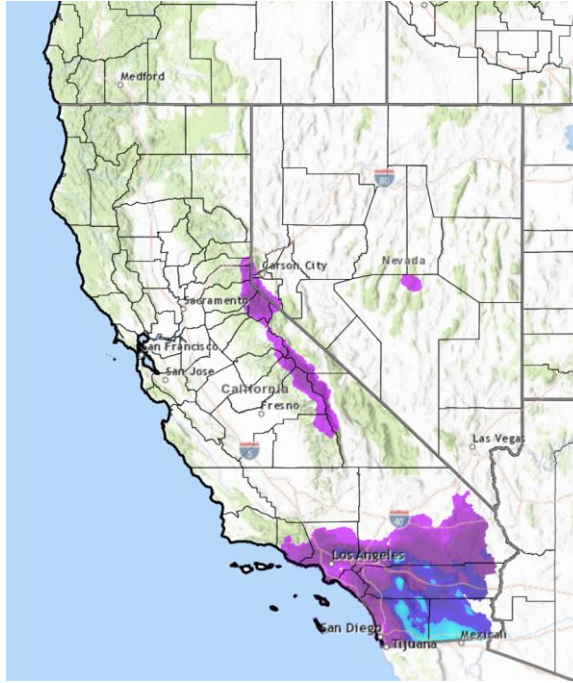 Medford
80
Carson City
Nevada
Sacramento
San Francisco
San Jose
California
Fresno
5
Las Vegas
40
Los Angeles
San Diego
Mexicali
Tijuana